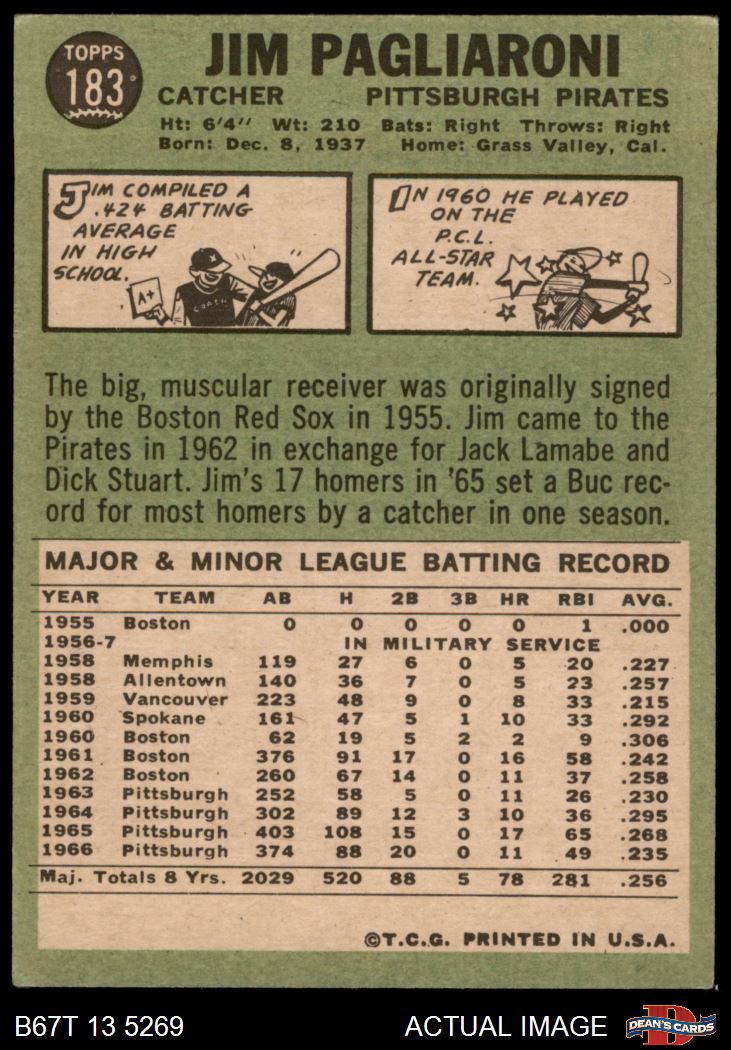 TOPPS
183
JIM PAGLIARONI
CATCHER PITTSBURGH PIRATES
Ht: 6'4" Wt: 210 Bats: Right Throws: Right
Born: Dec. 8, 1937 Home: Grass Valley, Cal.
JIM COMPILED A
.424 BATTING
AVERAGE
IN HIGH
SCHOOL.
A+
COACH
IN 1960 HE PLAYED
ON THE
P.C.L.
ALL-STAR
TEAM.
The big, muscular receiver was originally signed
by the Boston Red Sox in 1955. Jim came to the
Pirates in 1962 in exchange for Jack Lamabe and
Dick Stuart. Jim's 17 homers in '65 set a Buc rec-
ord for most homers by a catcher in one season.
MAJOR & MINOR LEAGUE BATTING RECORD
YEAR TEAM AB H 2B 3B HR RBI AVG.
1955 Boston 0 0 0 0 0 1 .000
1956-7 IN MILITARY SERVICE
1958 Memphis 119 27 6 0 5 20 .227
1958 Allentown 140 36 7 0 5 23 .257
1959 Vancouver 223 48 9 0 8 33 .215
1960 Spokane 161 47 5 1 10 33 .292
1960 Boston 62 19 5 2 2 9 .306
1961 Boston 376 91 17 0 16 58 .242
1962 Boston 260 67 14 0 11 37 .258
1963 Pittsburgh 252 58 5 0 11 26 .230
1964 Pittsburgh 302 89 12 3 10 36 .295
1965 Pittsburgh 403 108 15 0 17 65 .268
1966 Pittsburgh 374 88 20 0 11 49 .235
Maj. Totals 8 Yrs. 2029 520 88 5 78 281 .256
©T.C.G. PRINTED IN U.S.A.
B67T 13 5269 ACTUAL IMAGE
D
DEAN'S CARDS